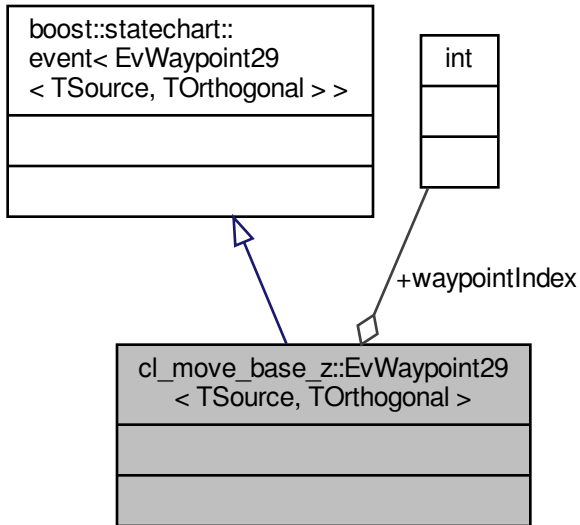 boost::statechart::
event< EvWaypoint29
< TSource, TOrthogonal > >
int
+waypointIndex
cl_move_base_z::EvWaypoint29
< TSource, TOrthogonal >